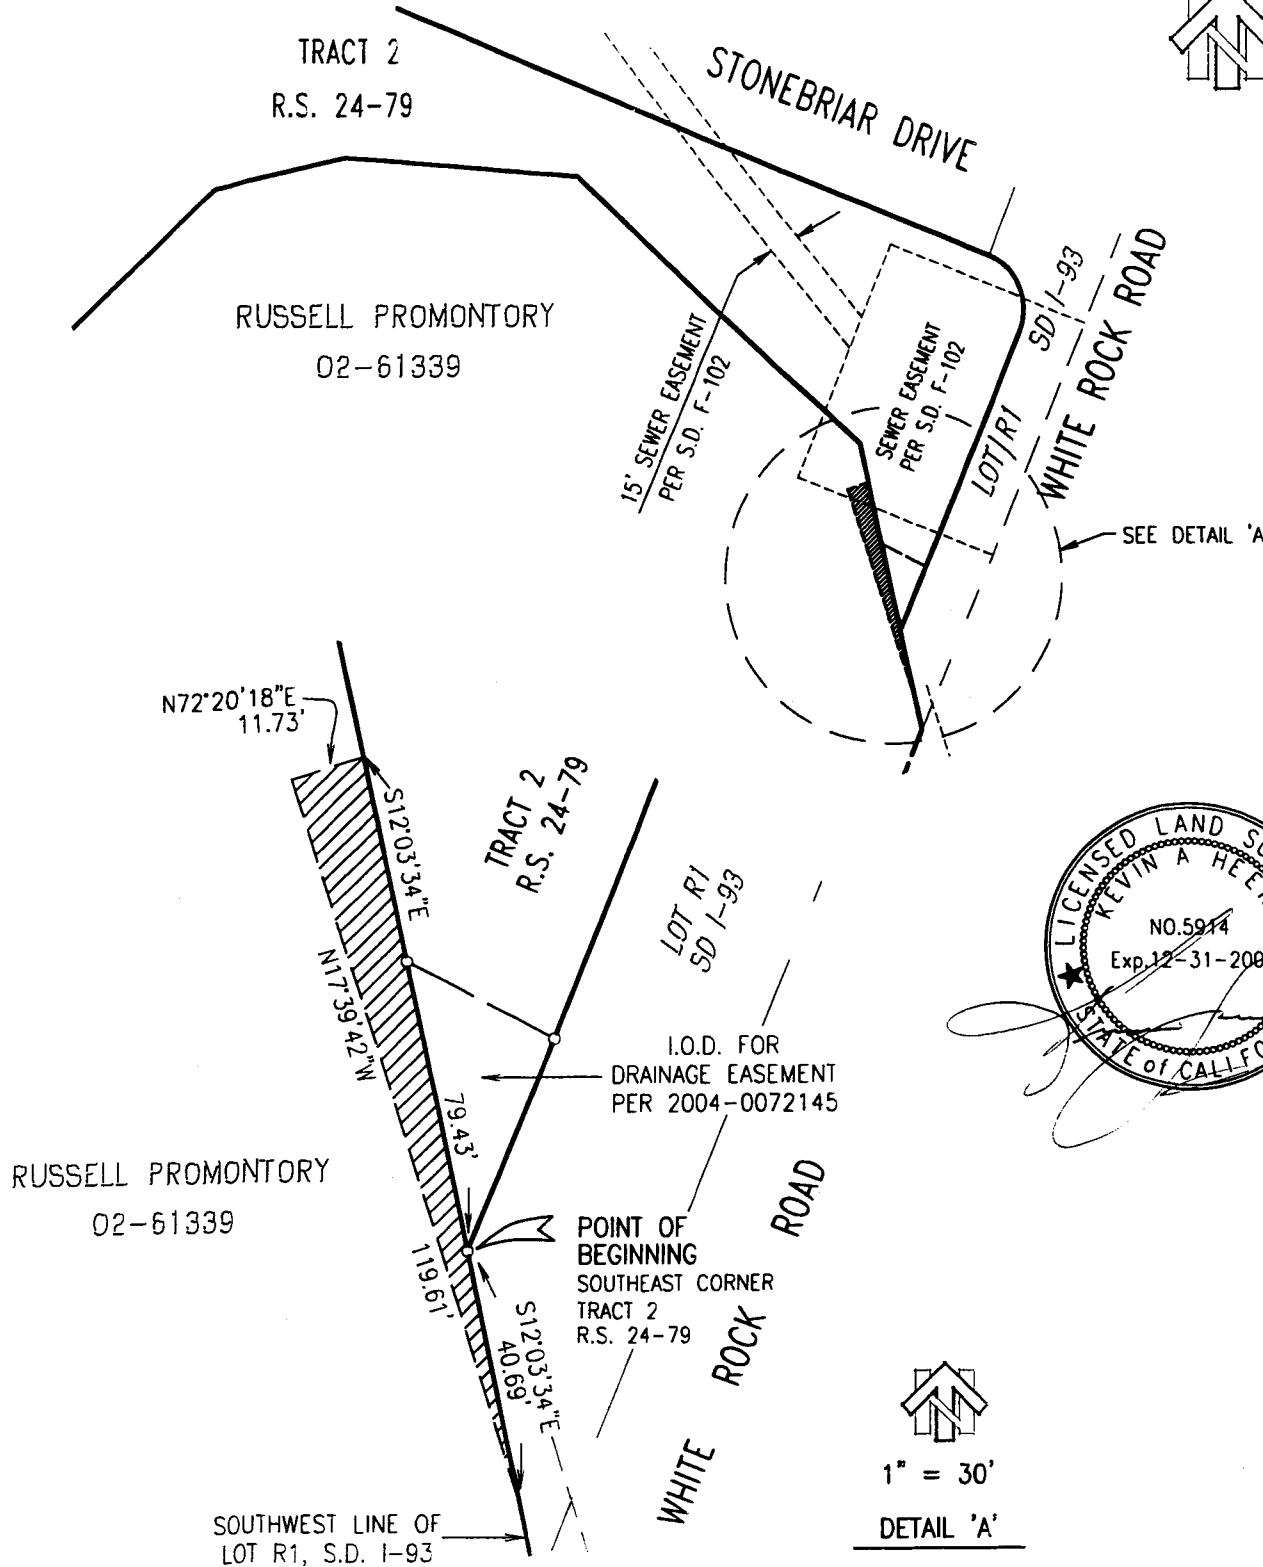 TRACT 2
R.S. 24-79
STONEBRIAR DRIVE
RUSSELL PROMONTORY
02-61339
15' SEWER EASEMENT
PER S.D. F-102
SEWER EASEMENT
PER S.D. F-102
SD I-93
LOT R1
WHITE ROCK ROAD
SEE DETAIL 'A
N72°20'18"E
11.73'
S12°03'34"E
TRACT 2
R.S. 24-79
LOT R1
SD I-93
N17°39'42"W
119.61'
79.43'
I.O.D. FOR
DRAINAGE EASEMENT
PER 2004-0072145
RUSSELL PROMONTORY
02-61339
POINT OF
BEGINNING
SOUTHEAST CORNER
TRACT 2
R.S. 24-79
S12°03'34"E
40.69'
WHITE ROCK ROAD
SOUTHWEST LINE OF
LOT R1, S.D. I-93
LICENSED LAND
KEVIN A
NO.5914
Exp.12-31-200
STATE of
N
1" = 30'
DETAIL 'A'